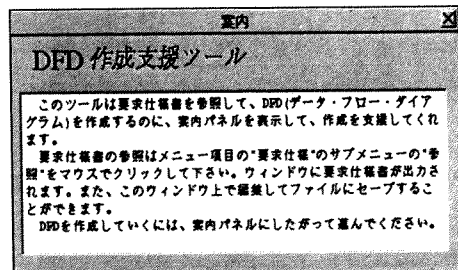 案内
DFD 作成支援ツール
このツールは要求仕様書を参照して、DFD(データ・フロー・ダイア
グラム)を作成するのに、案内パネルを表示して、作成を支援してくれ
ます。
要求仕様書の参照はメニュー項目の"要求仕様"のサブメニューの"参
照"をマウスでクリックして下さい。ウィンドウに要求仕様書が出力さ
れます。また、このウィンドウ上で編集してファイルにセーブするこ
とができます。
DFDを作成していくには、案内パネルにしたがって進んでください。